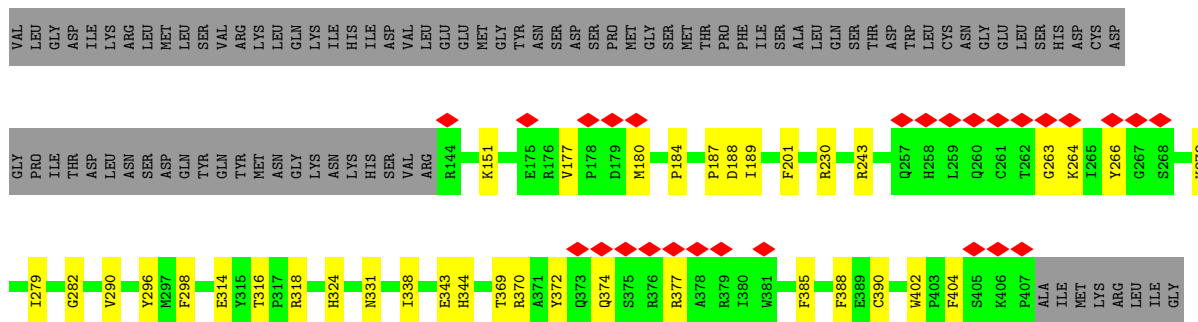 VAL LEU GLY ASP ILE LYS ARG LEU MET LEU SER VAL ARG LYS LEU GLN LYS ILE HIS ILE ASP VAL LEU GLU GLU MET GLY TYR ASN SER ASP SER PRO MET GLY SER MET THR PRO PHE ILE SER ALA LEU GLN SER THR ASP TRP LEU CYS ASN GLY GLU LEU SER HIS ASP CYS ASP
GLY PRO ILE THR ASP LEU ASN SER ASP GLN TYR GLN TYR MET ASN GLY LYS ASN LYS HIS SER VAL ARG R144 K151 E175 R176 V177 P178 D179 M180 P184 P187 D188 I189 F201 R230 R243 Q257 H258 L259 Q260 C261 T262 G263 K264 I265 Y266 G267 S268
I279 G282 V290 Y296 M297 F298 E314 Y315 T316 P317 R318 H324 N331 I338 E343 H344 T369 R370 A371 Y372 Q373 Q374 S375 R376 R377 A378 R379 I380 W381 F385 F388 E389 C390 W402 P403 F404 S405 K406 P407 ALA ILE MET LYS ARG LEU ILE GLY